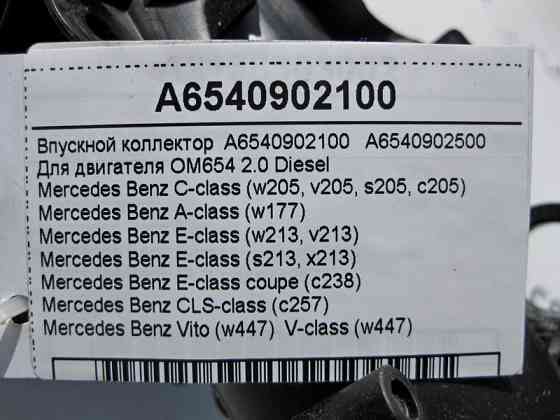 A6540902100
Впускной коллектор A6540902100 A6540902500
Для двигателя OM654 2.0 Diesel
Mercedes Benz C-class (w205, v205, s205, c205)
Mercedes Benz A-class (w177)
Mercedes Benz E-class (w213, v213)
Mercedes Benz E-class (s213, x213)
Mercedes Benz E-class coupe (c238)
Mercedes Benz CLS-class (c257)
Mercedes Benz Vito (w447) V-class (w447)